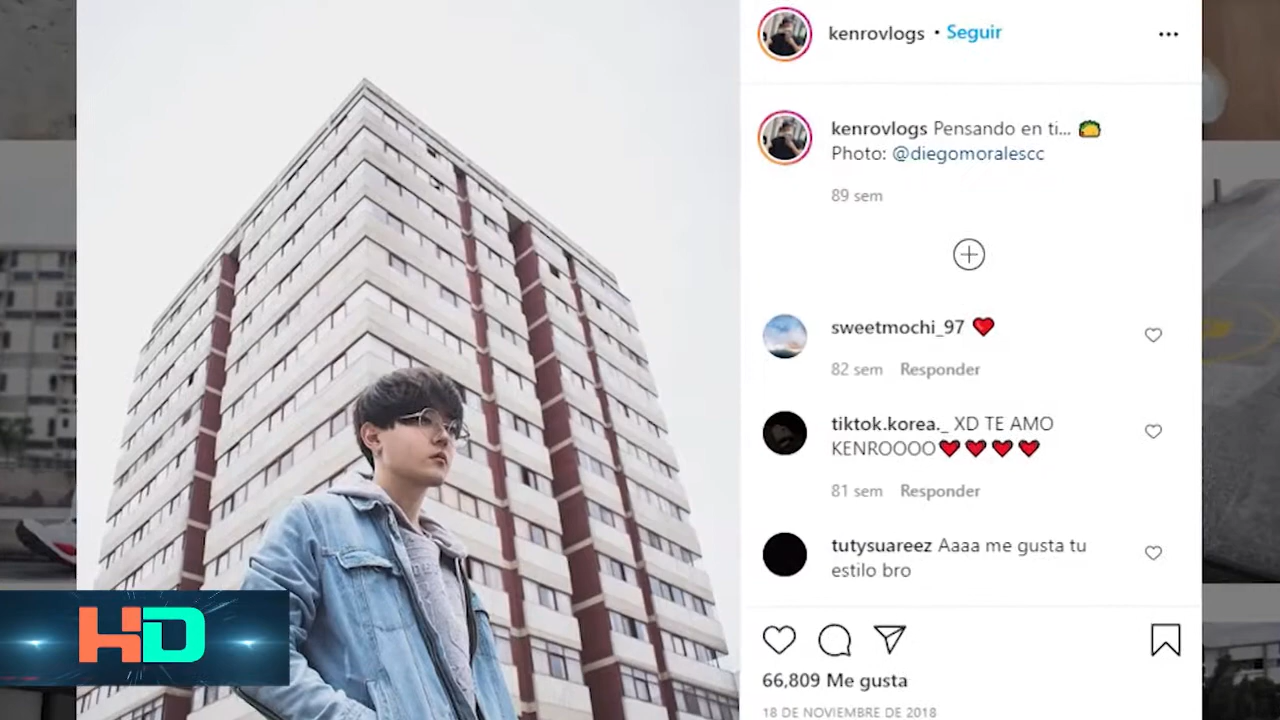 kenrovlogs • Seguir
kenrovlogs Pensando en ti... 🌮
Photo: @diegomoralescc
89 sem
sweetmochi_97 ❤️
82 sem Responder
tiktok.korea._ XD TE AMO
KENROOOO❤️❤️❤️❤️
81 sem Responder
tutysuareez Aaaa me gusta tu
estilo bro
66,809 Me gusta
18 DE NOVIEMBRE DE 2018
HD